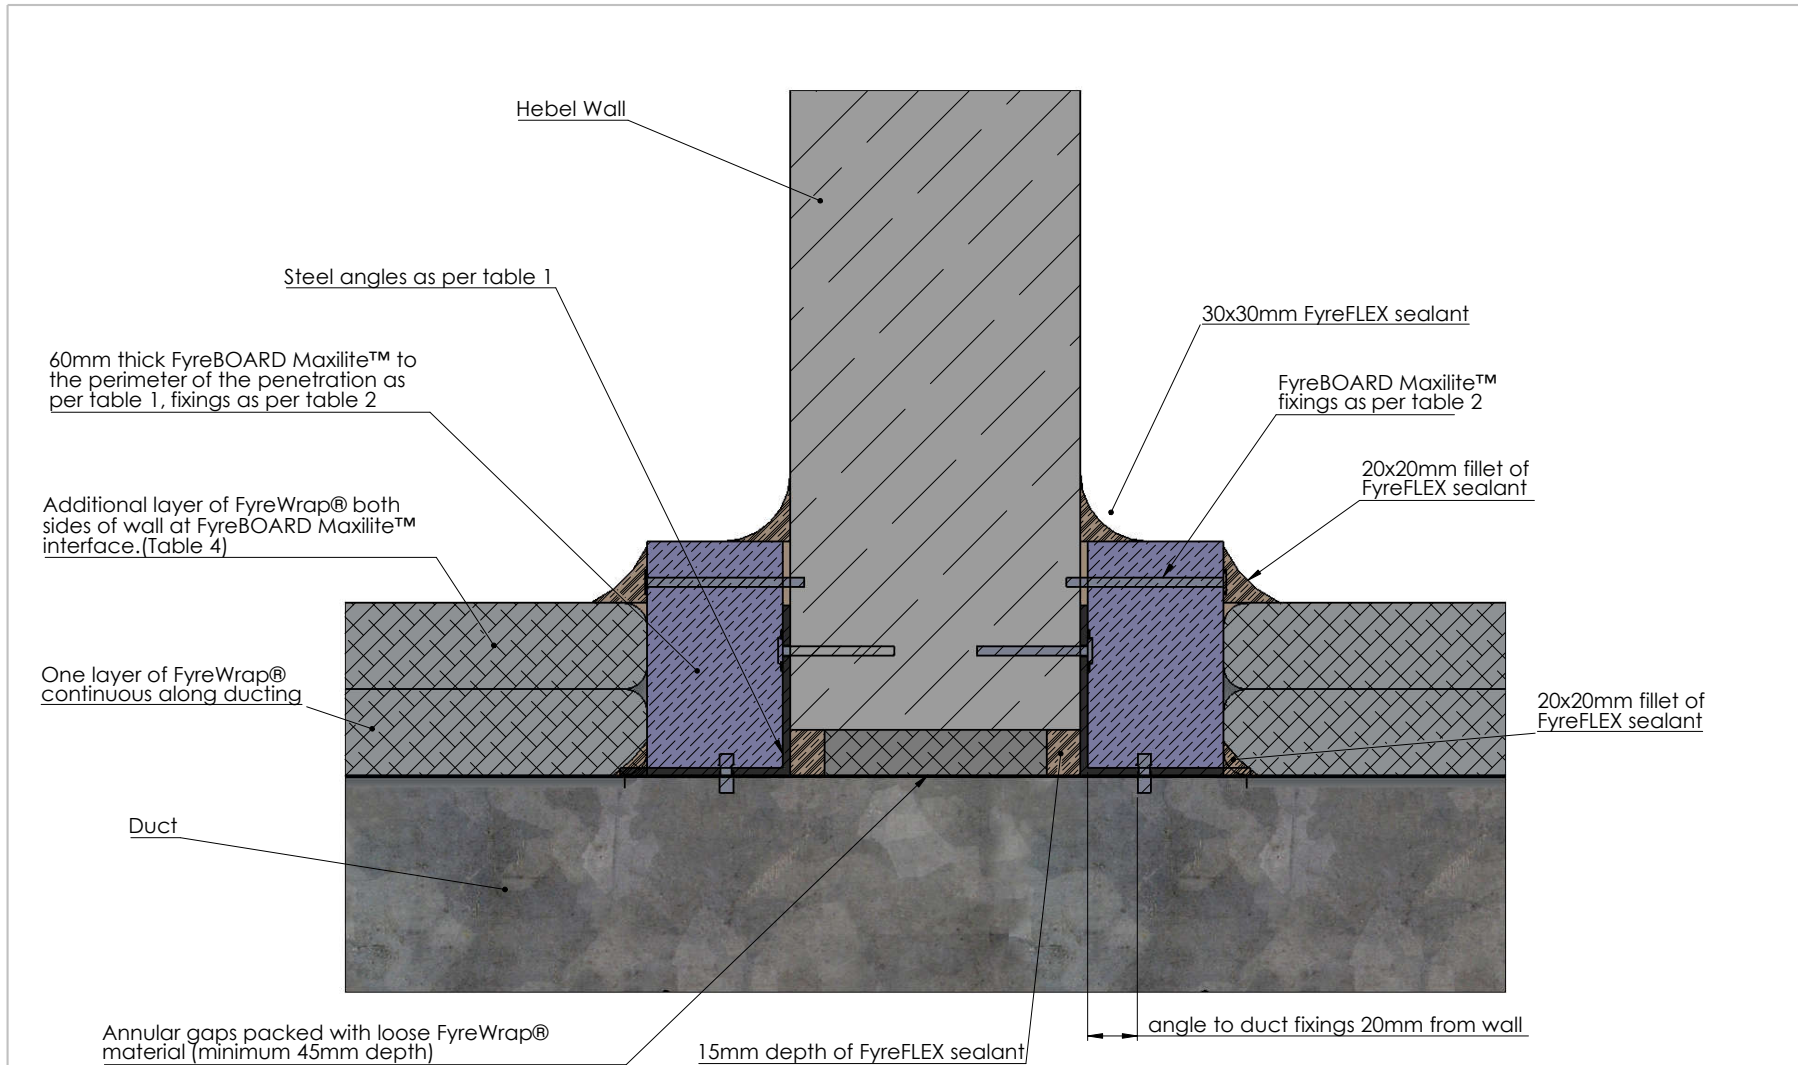 Hebel Wall
Steel angles as per table 1
30x30mm FyreFLEX sealant
60mm thick FyreBOARD Maxilite™ to
the perimeter of the penetration as
per table 1, fixings as per table 2
FyreBOARD Maxilite™
fixings as per table 2
20x20mm fillet of
FyreFLEX sealant
Additional layer of FyreWrap® both
sides of wall at FyreBOARD Maxilite™
interface.(Table 4)
One layer of FyreWrap®
continuous along ducting
20x20mm fillet of
FyreFLEX sealant
Duct
Annular gaps packed with loose FyreWrap®
material (minimum 45mm depth)
15mm depth of FyreFLEX sealant
angle to duct fixings 20mm from wall